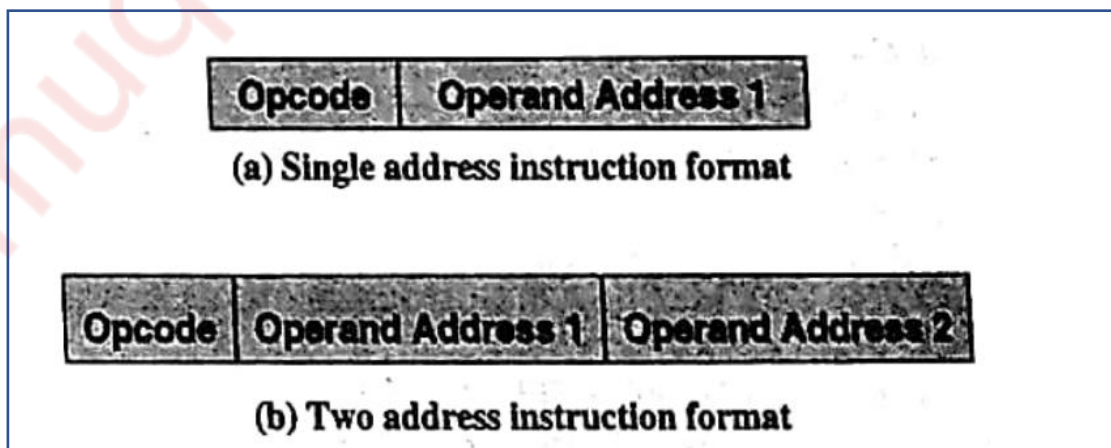 Opcode Operand Address 1
(a) Single address instruction format
Opcode Operand Address 1 Operand Address 2
(b) Two address instruction format